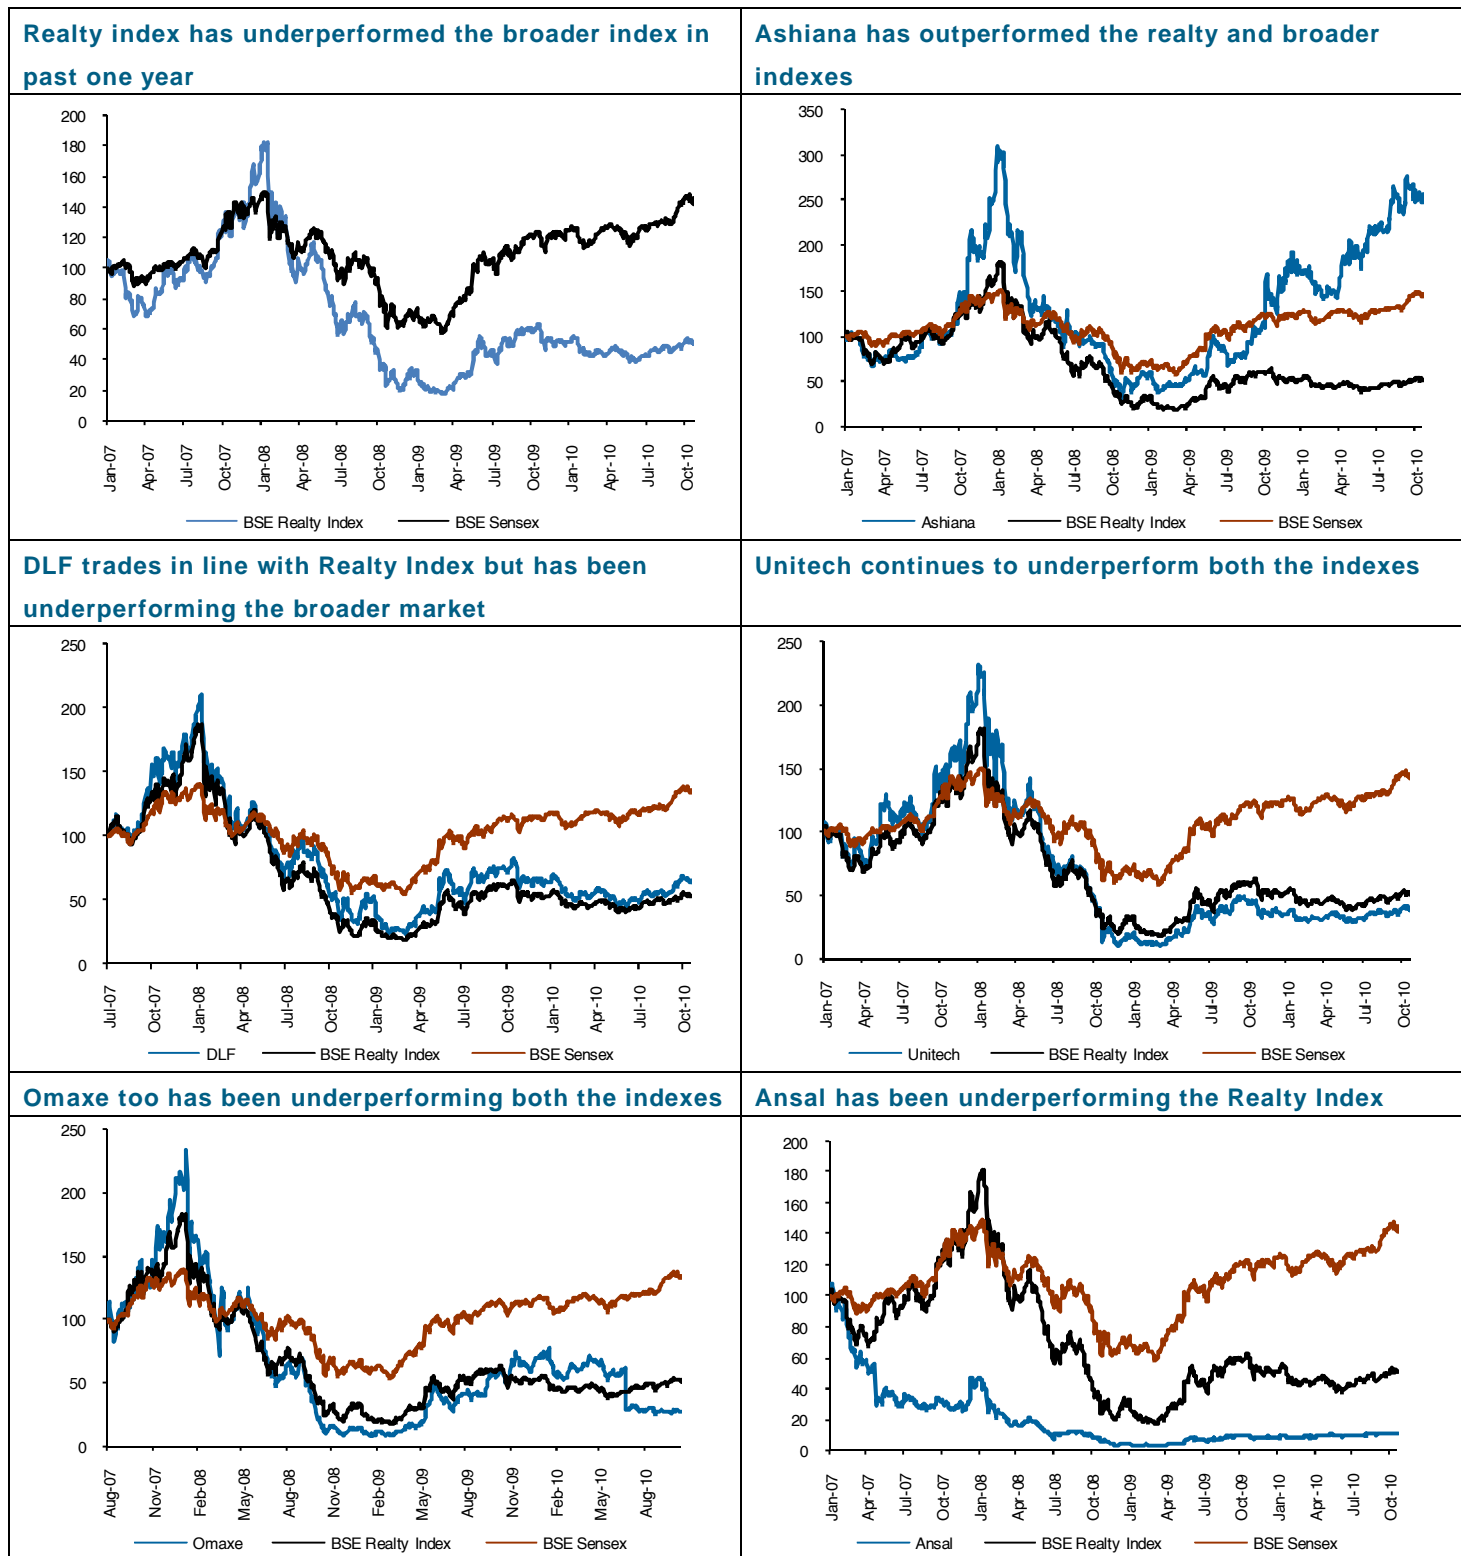 Realty index has underperformed the broader index in
past one year
200
180
160
140
120
100
80
60
40
20
0
Jan-07
Apr-07
Jul-07
Oct-07
Jan-08
Apr-08
Jul-08
Oct-08
Jan-09
Apr-09
Jul-09
Oct-09
Jan-10
Apr-10
Jul-10
Oct-10
BSE Realty Index
BSE Sensex
Ashiana has outperformed the realty and broader
indexes
350
300
250
200
150
100
50
0
Jan-07
Apr-07
Jul-07
Oct-07
Jan-08
Apr-08
Jul-08
Oct-08
Jan-09
Apr-09
Jul-09
Oct-09
Jan-10
Apr-10
Jul-10
Oct-10
Ashiana
BSE Realty Index
BSE Sensex
DLF trades in line with Realty Index but has been
underperforming the broader market
250
200
150
100
50
0
Jul-07
Oct-07
Jan-08
Apr-08
Jul-08
Oct-08
Jan-09
Apr-09
Jul-09
Oct-09
Jan-10
Apr-10
Jul-10
Oct-10
DLF
BSE Realty Index
BSE Sensex
Unitech continues to underperform both the indexes
250
200
150
100
50
0
Jan-07
Apr-07
Jul-07
Oct-07
Jan-08
Apr-08
Jul-08
Oct-08
Jan-09
Apr-09
Jul-09
Oct-09
Jan-10
Apr-10
Jul-10
Oct-10
Unitech
BSE Realty Index
BSE Sensex
Omaxe too has been underperforming both the indexes
250
200
150
100
50
0
Aug-07
Nov-07
Feb-08
May-08
Aug-08
Nov-08
Feb-09
May-09
Aug-09
Nov-09
Feb-10
May-10
Aug-10
Omaxe
BSE Realty Index
BSE Sensex
Ansal has been underperforming the Realty Index
200
180
160
140
120
100
80
60
40
20
0
Jan-07
Apr-07
Jul-07
Oct-07
Jan-08
Apr-08
Jul-08
Oct-08
Jan-09
Apr-09
Jul-09
Oct-09
Jan-10
Apr-10
Jul-10
Oct-10
Ansal
BSE Realty Index
BSE Sensex